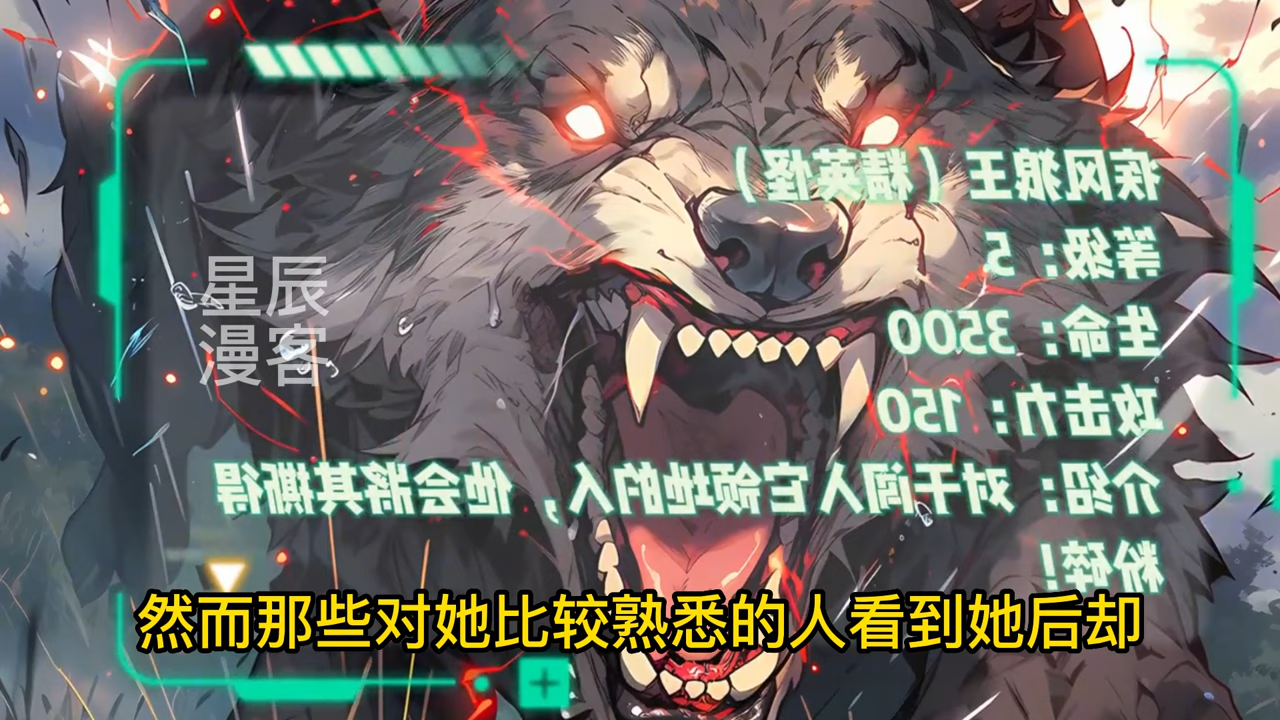 疾风狼王（精英怪）
等级：5
生命：3500
攻击力：150
介绍：对于闯入它领地的人，他会将其撕得
粉碎！
星辰
漫客
然而那些对她比较熟悉的人看到她后却